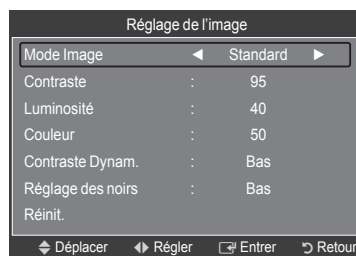 Réglage de l'image
Mode Image ◄ Standard ►
Contraste : 95
Luminosité : 40
Couleur : 50
Contraste Dynam. : Bas
Réglage des noirs : Bas
Réinit.
Déplacer Régler Entrer Retour